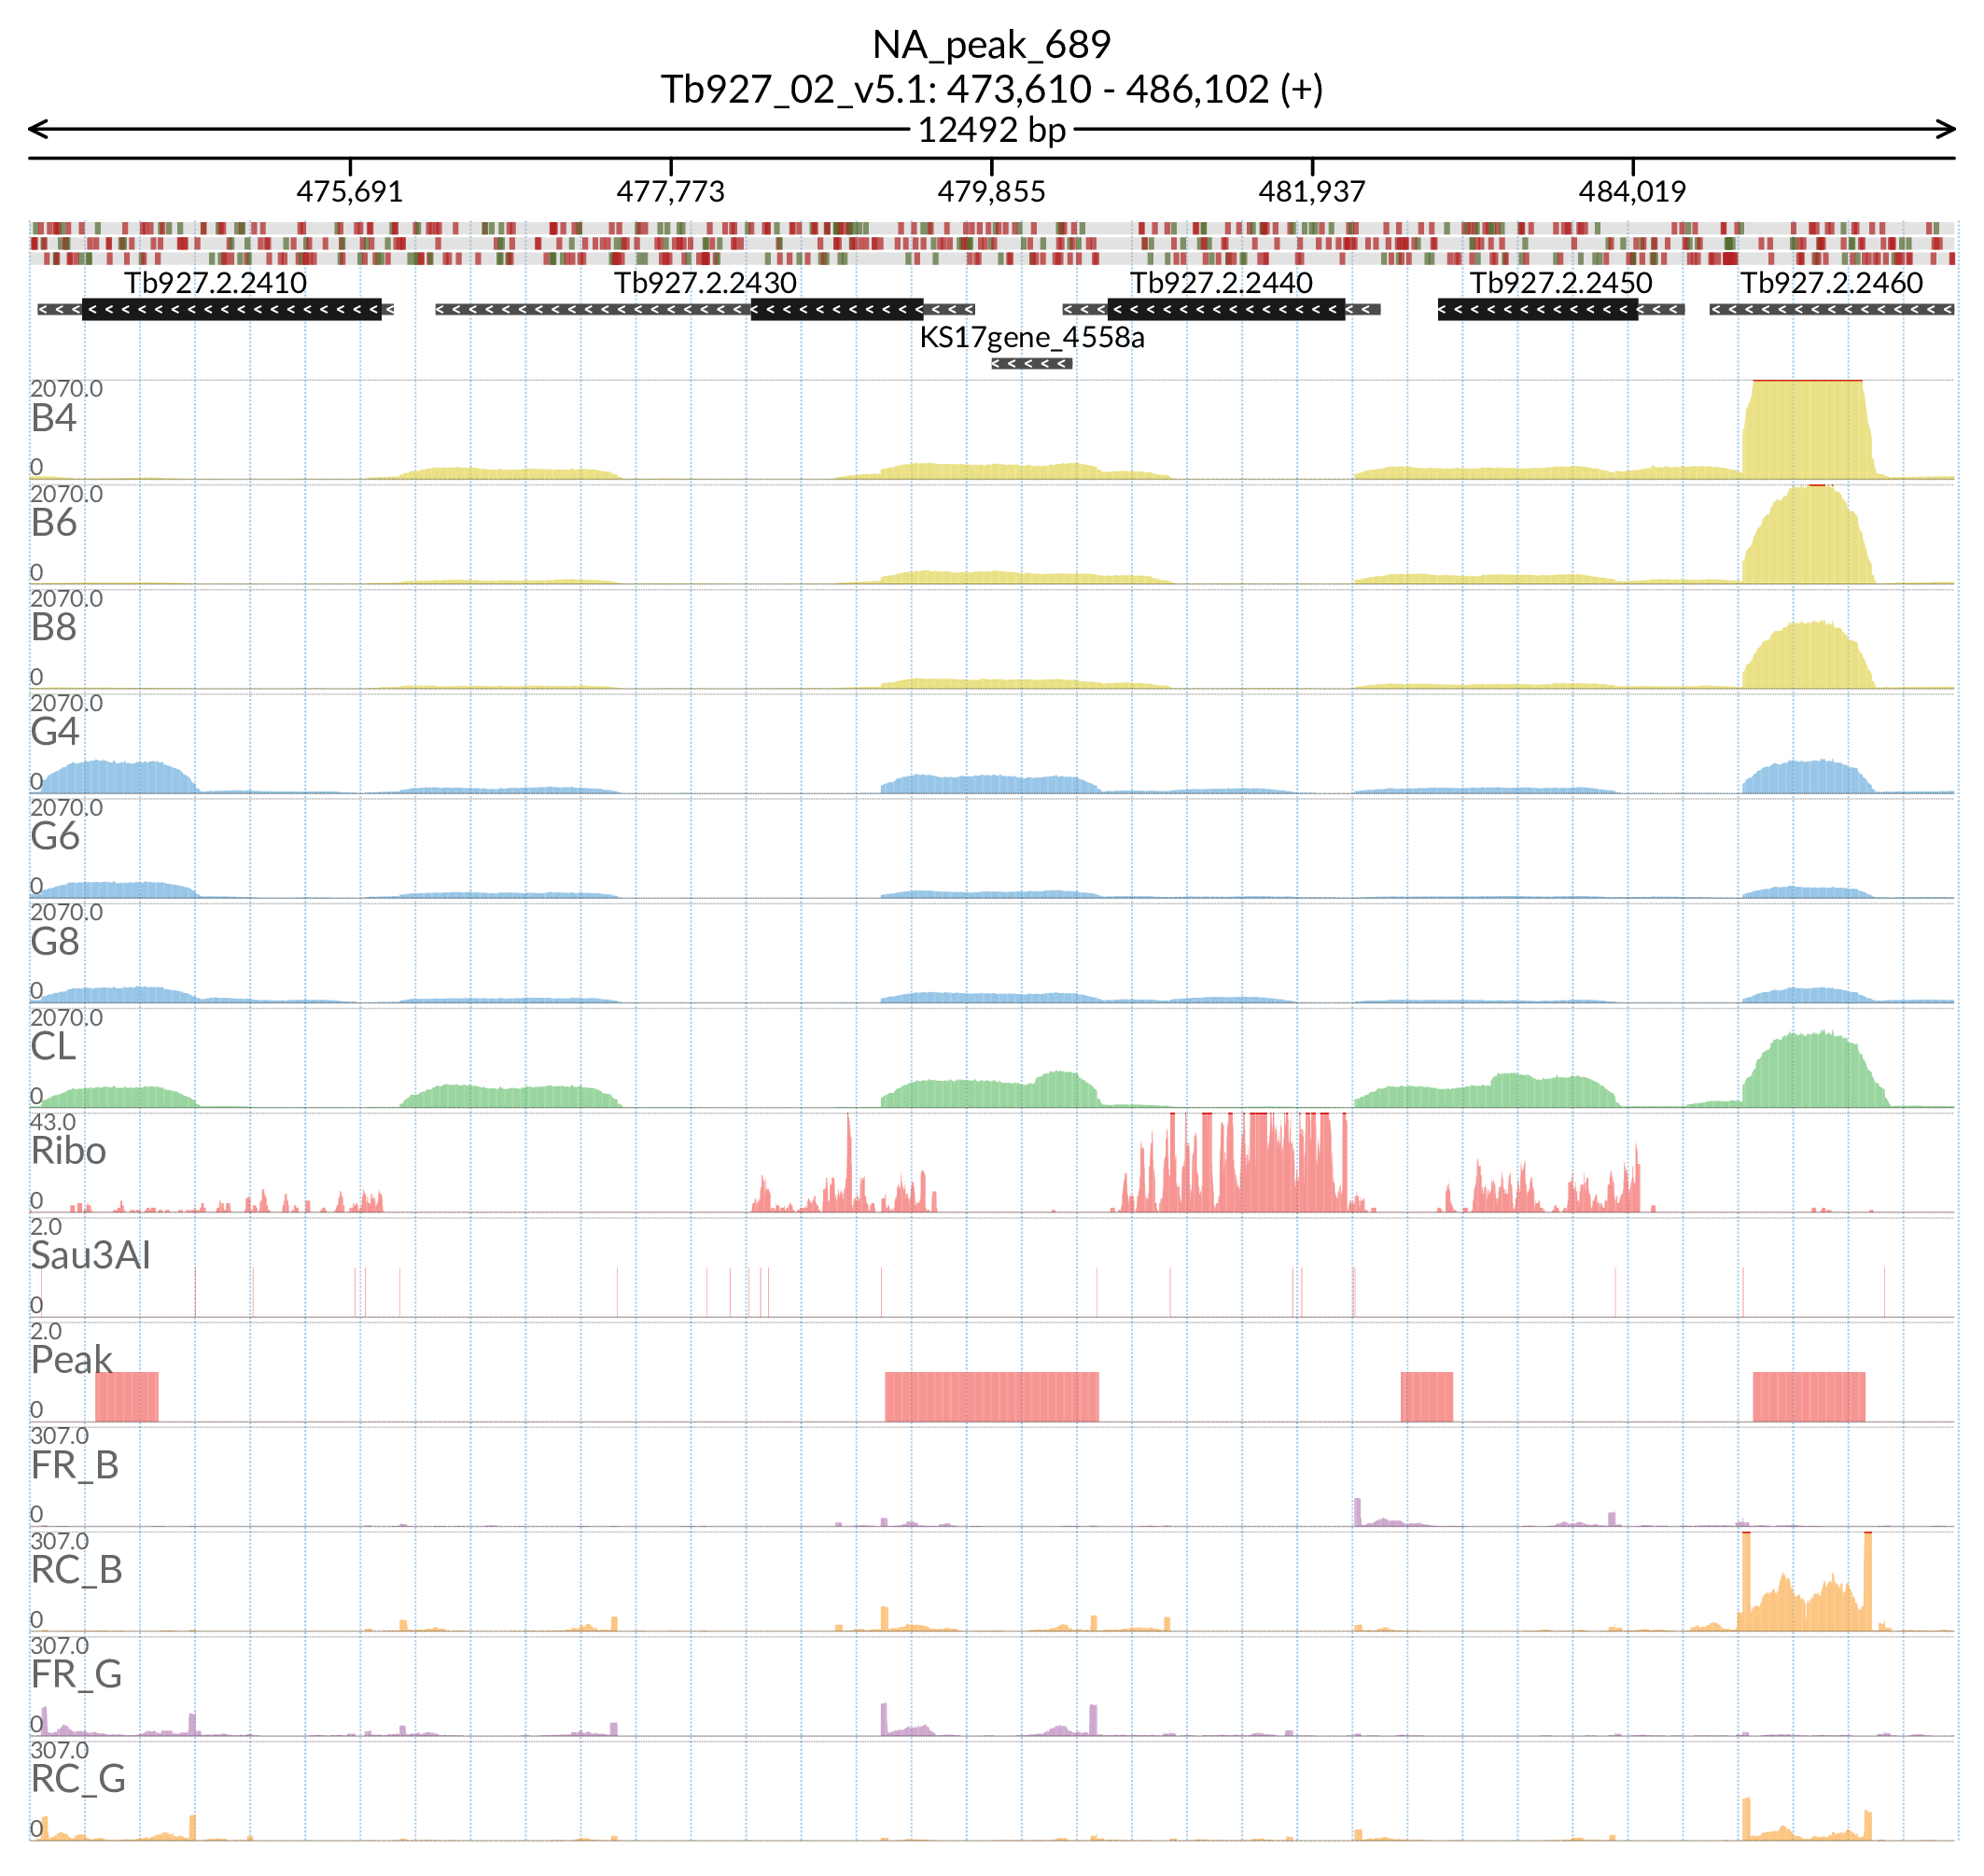 NA_peak_689
Tb927_02_v5.1: 473,610 - 486,102 (+)
12492 bp
475,691 477,773 479,855 481,937 484,019
Tb927.2.2410 Tb927.2.2430 Tb927.2.2440 Tb927.2.2450 Tb927.2.2460
KS17gene_4558a
2070.0
B4
0
2070.0
B6
0
2070.0
B8
0
2070.0
G4
0
2070.0
G6
0
2070.0
G8
0
2070.0
CL
0
43.0
Ribo
0
2.0
Sau3AI
0
2.0
Peak
0
307.0
FR_B
0
307.0
RC_B
0
307.0
FR_G
0
307.0
RC_G
0